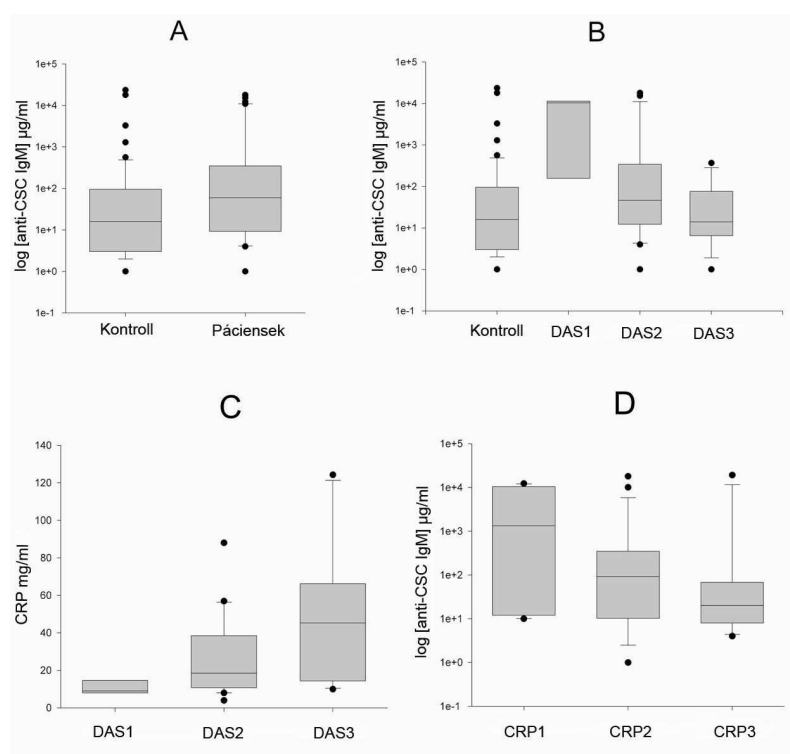 A
log [anti-CSC IgM] µg/ml
1e+5
1e+4
1e+3
1e+2
1e+1
1e+0
1e-1
Kontroll Páciensek
B
log [anti-CSC IgM] µg/ml
1e+5
1e+4
1e+3
1e+2
1e+1
1e+0
1e-1
Kontroll DAS1 DAS2 DAS3
C
CRP mg/ml
140
120
100
80
60
40
20
0
DAS1 DAS2 DAS3
D
log [anti-CSC IgM] µg/ml
1e+5
1e+4
1e+3
1e+2
1e+1
1e+0
1e-1
CRP1 CRP2 CRP3